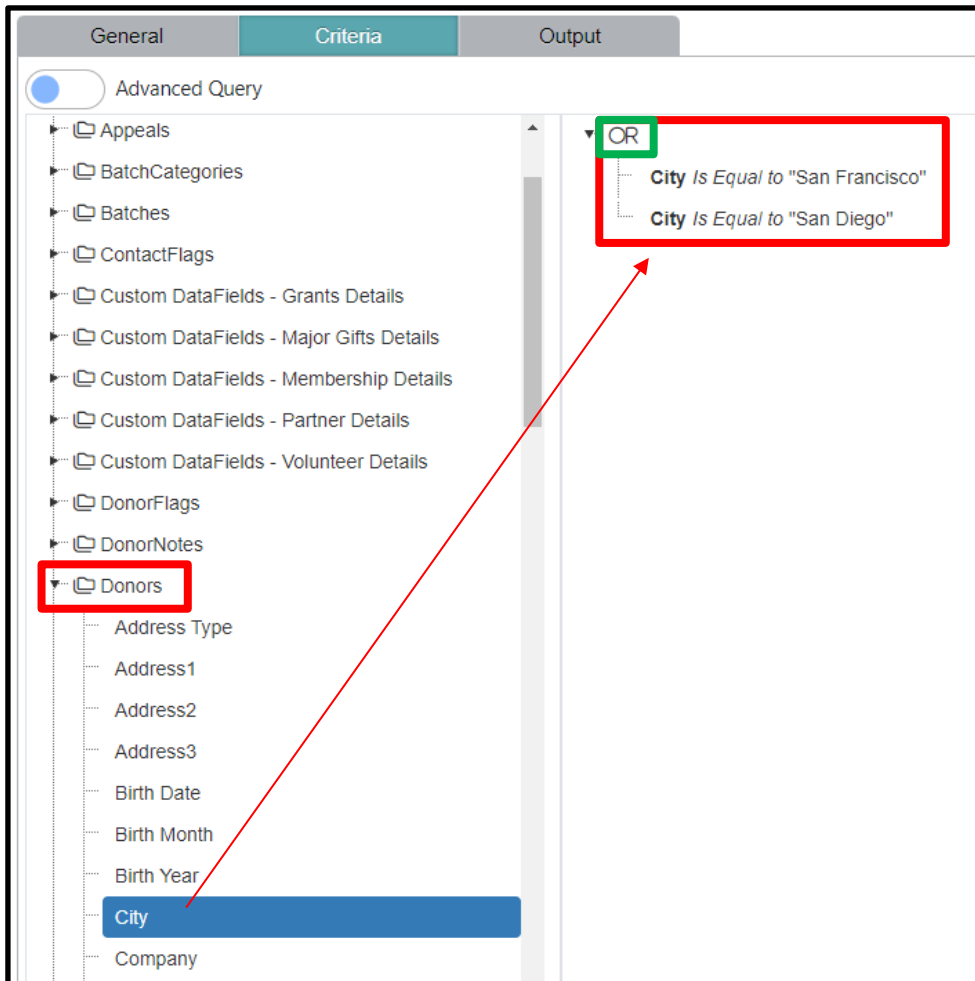 General Criteria Output
Advanced Query
Appeals
BatchCategories
Batches
ContactFlags
Custom DataFields - Grants Details
Custom DataFields - Major Gifts Details
Custom DataFields - Membership Details
Custom DataFields - Partner Details
Custom DataFields - Volunteer Details
DonorFlags
DonorNotes
Donors
Address Type
Address1
Address2
Address3
Birth Date
Birth Month
Birth Year
City
Company
OR
City Is Equal to "San Francisco"
City Is Equal to "San Diego"